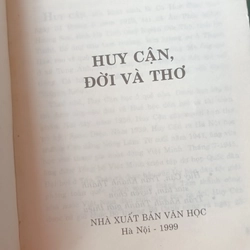 HUY CẬN,
ĐỜI VÀ THƠ
NHÀ XUẤT BẢN VĂN HỌC
Hà Nội - 1999